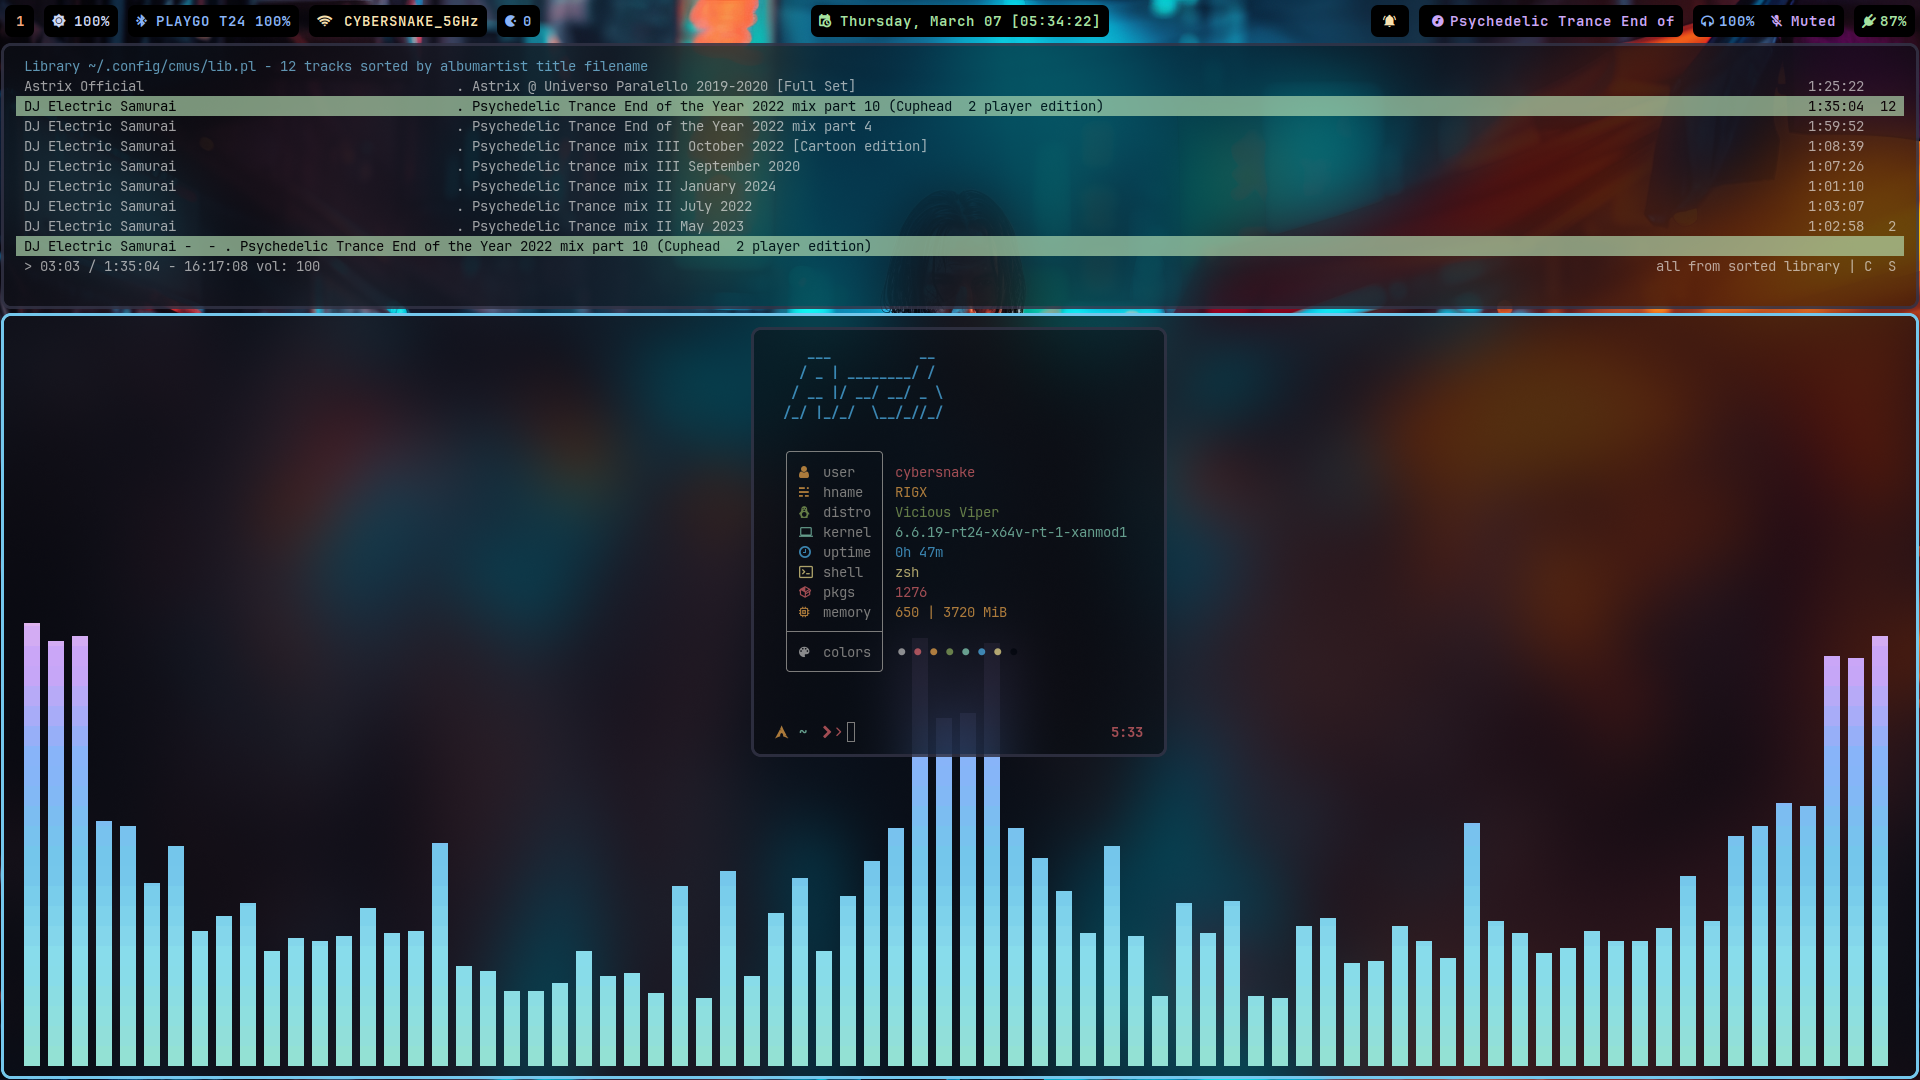 1 100% PLAYGO T24 100% CYBERSNAKE_5GHz 0 Thursday, March 07 [05:34:22] Psychedelic Trance End of 100% Muted 87%
Library ~/.config/cmus/lib.pl - 12 tracks sorted by albumartist title filename
Astrix Official . Astrix @ Universo Paralello 2019-2020 [Full Set] 1:25:22
DJ Electric Samurai . Psychedelic Trance End of the Year 2022 mix part 10 (Cuphead  2 player edition) 1:35:04 12
DJ Electric Samurai . Psychedelic Trance End of the Year 2022 mix part 4 1:59:52
DJ Electric Samurai . Psychedelic Trance mix III October 2022 [Cartoon edition] 1:08:39
DJ Electric Samurai . Psychedelic trance mix III September 2020 1:07:26
DJ Electric Samurai . Psychedelic Trance mix II January 2024 1:01:10
DJ Electric Samurai . Psychedelic Trance mix II July 2022 1:03:07
DJ Electric Samurai . Psychedelic Trance mix II May 2023 1:02:58 2
DJ Electric Samurai -  - . Psychedelic Trance End of the Year 2022 mix part 10 (Cuphead  2 player edition)
> 03:03 / 1:35:04 - 16:17:08 vol: 100 all from sorted library | C  S
Arch
user cybersnake
hname RIGX
distro Vicious Viper
kernel 6.6.19-rt24-x64v-rt-1-xanmod1
uptime 0h 47m
shell zsh
pkgs 1276
memory 650 | 3720 MiB
colors
~ 5:33